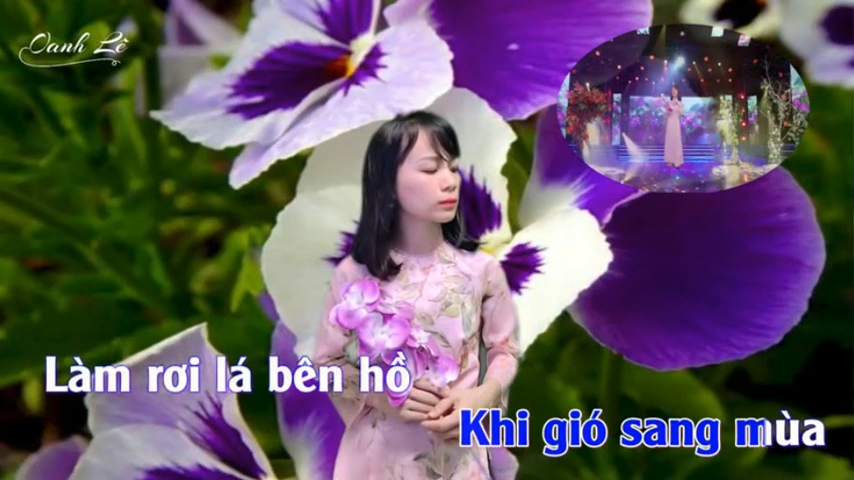 Oanh Lê
Làm rơi lá bên hồ
Khi gió sang mùa